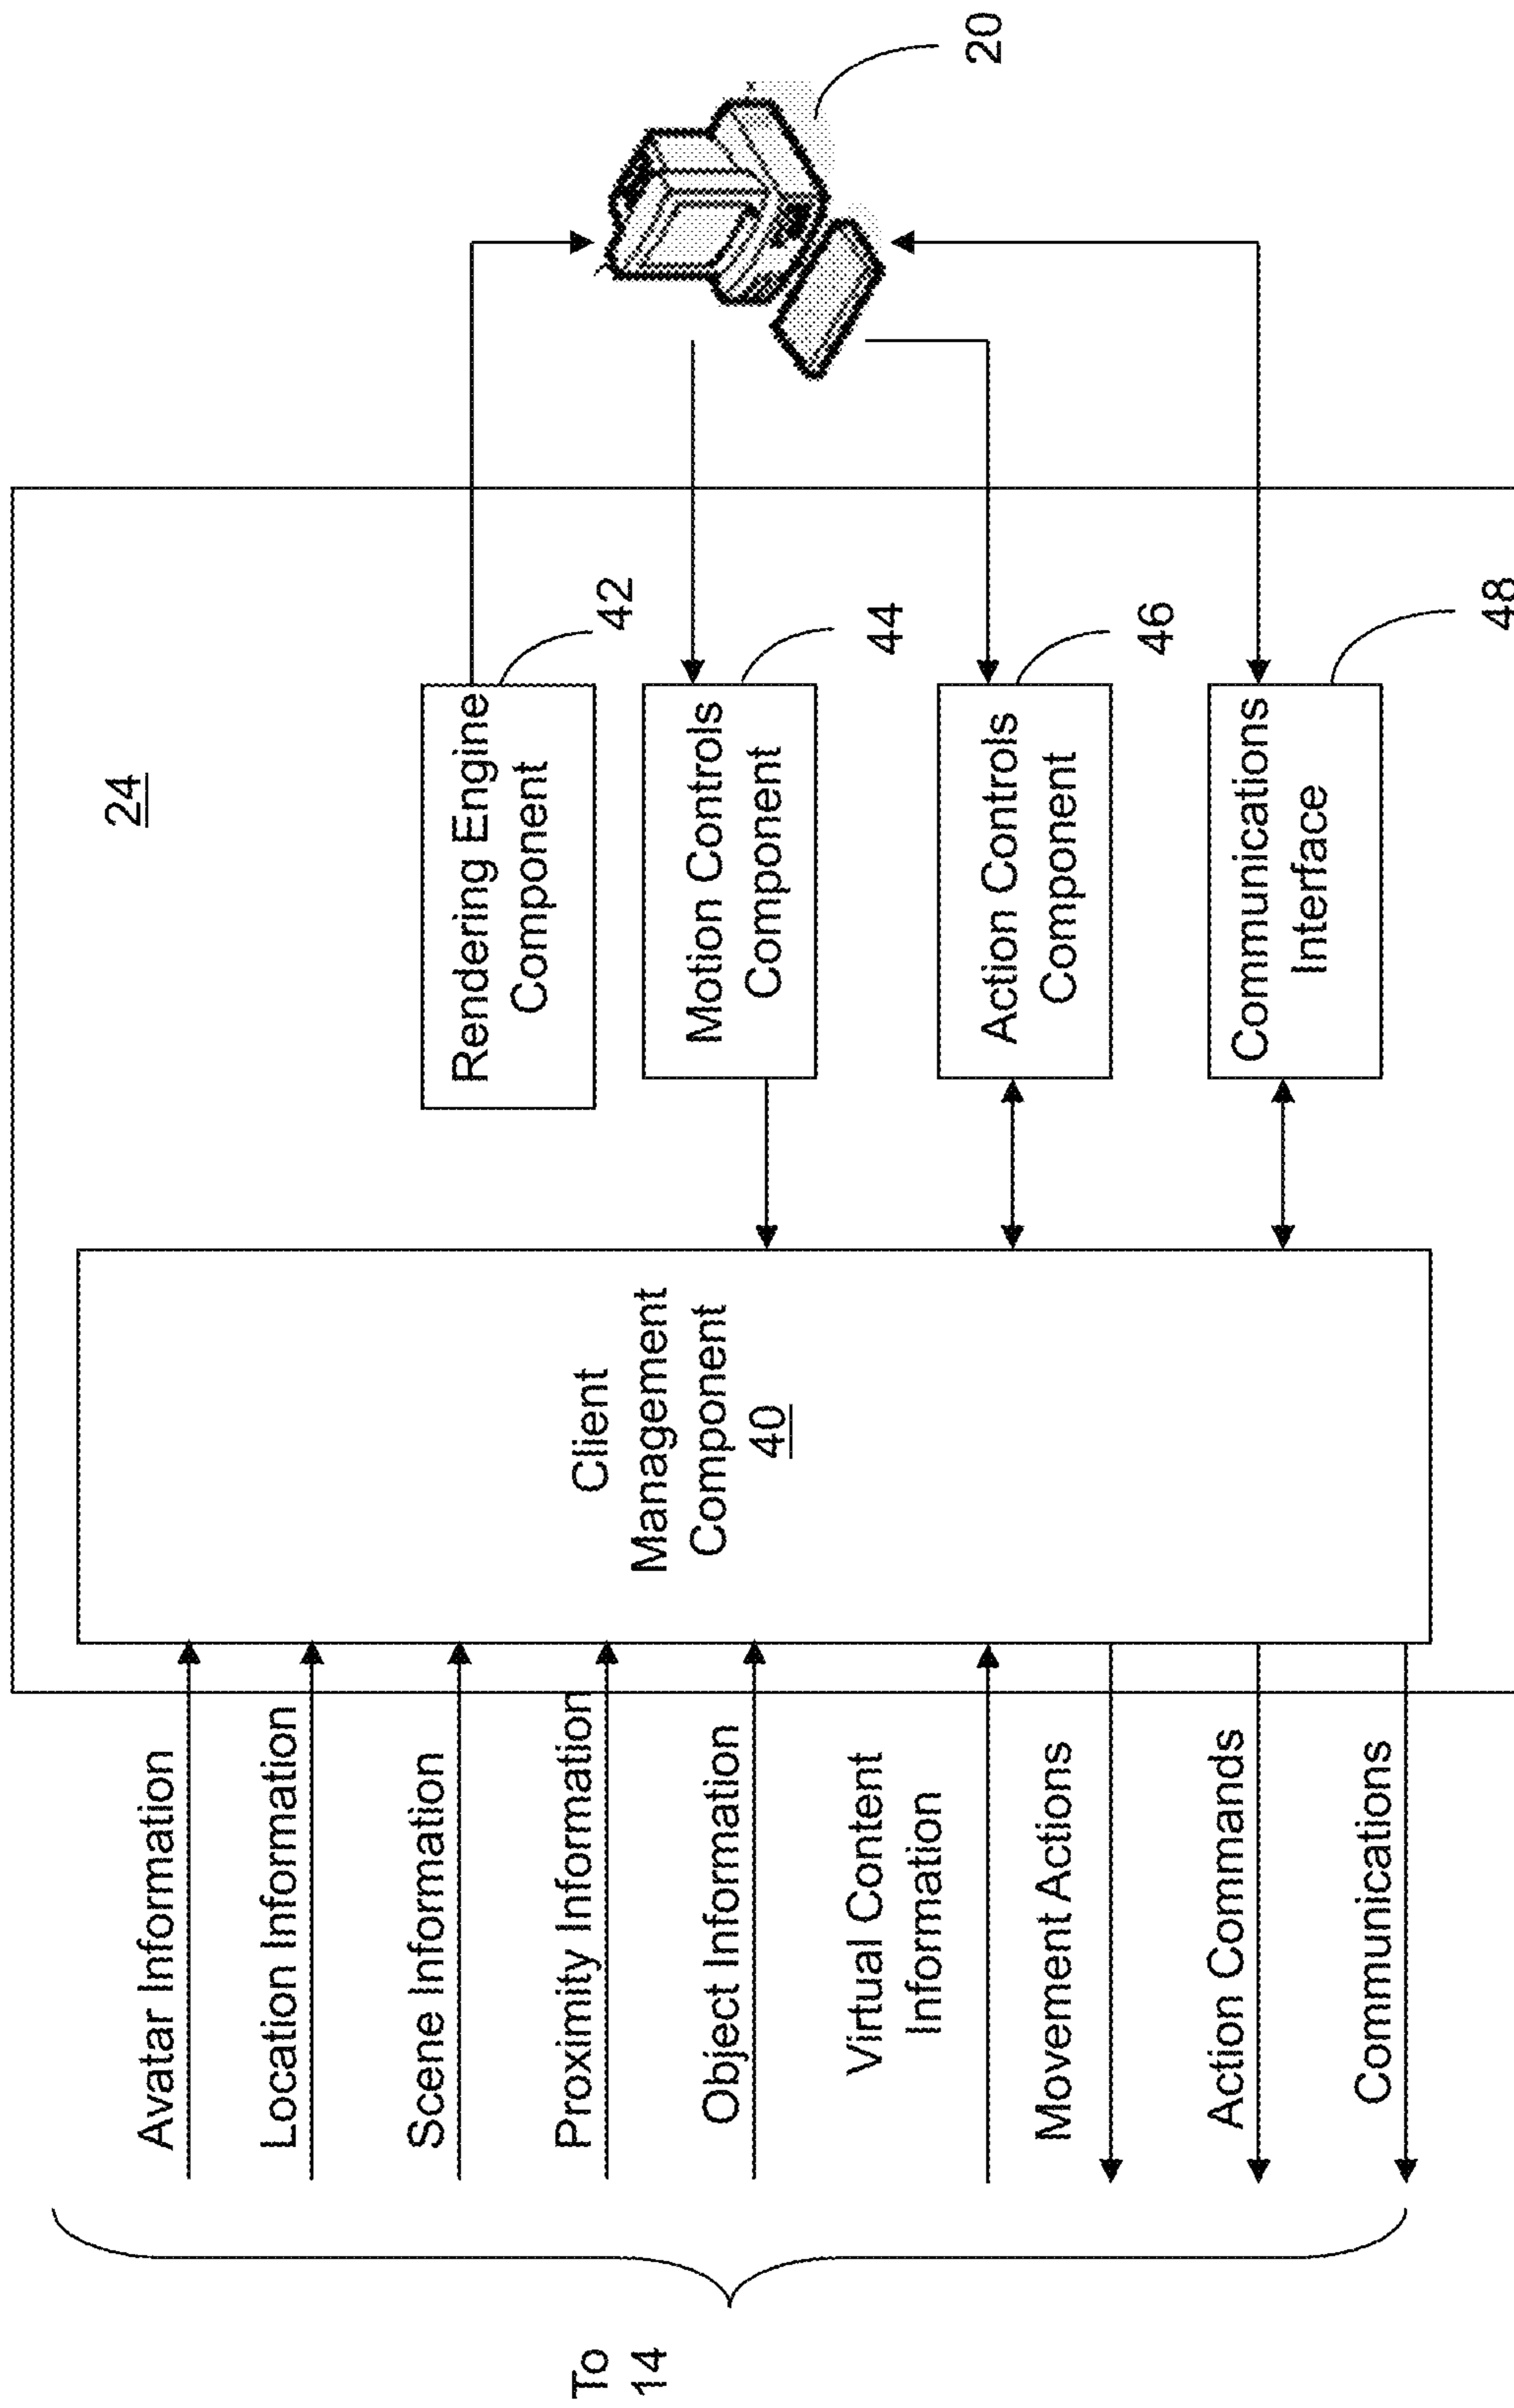 24
20
Avatar Information
Location Information
Scene Information
Proximity Information
Object Information
Virtual Content
Information
Movement Actions
Action Commands
Communications
To
14
Client
Management
Component
40
Rendering Engine
Component
42
Motion Controls
Component
44
Action Controls
Component
46
Communications
Interface
48